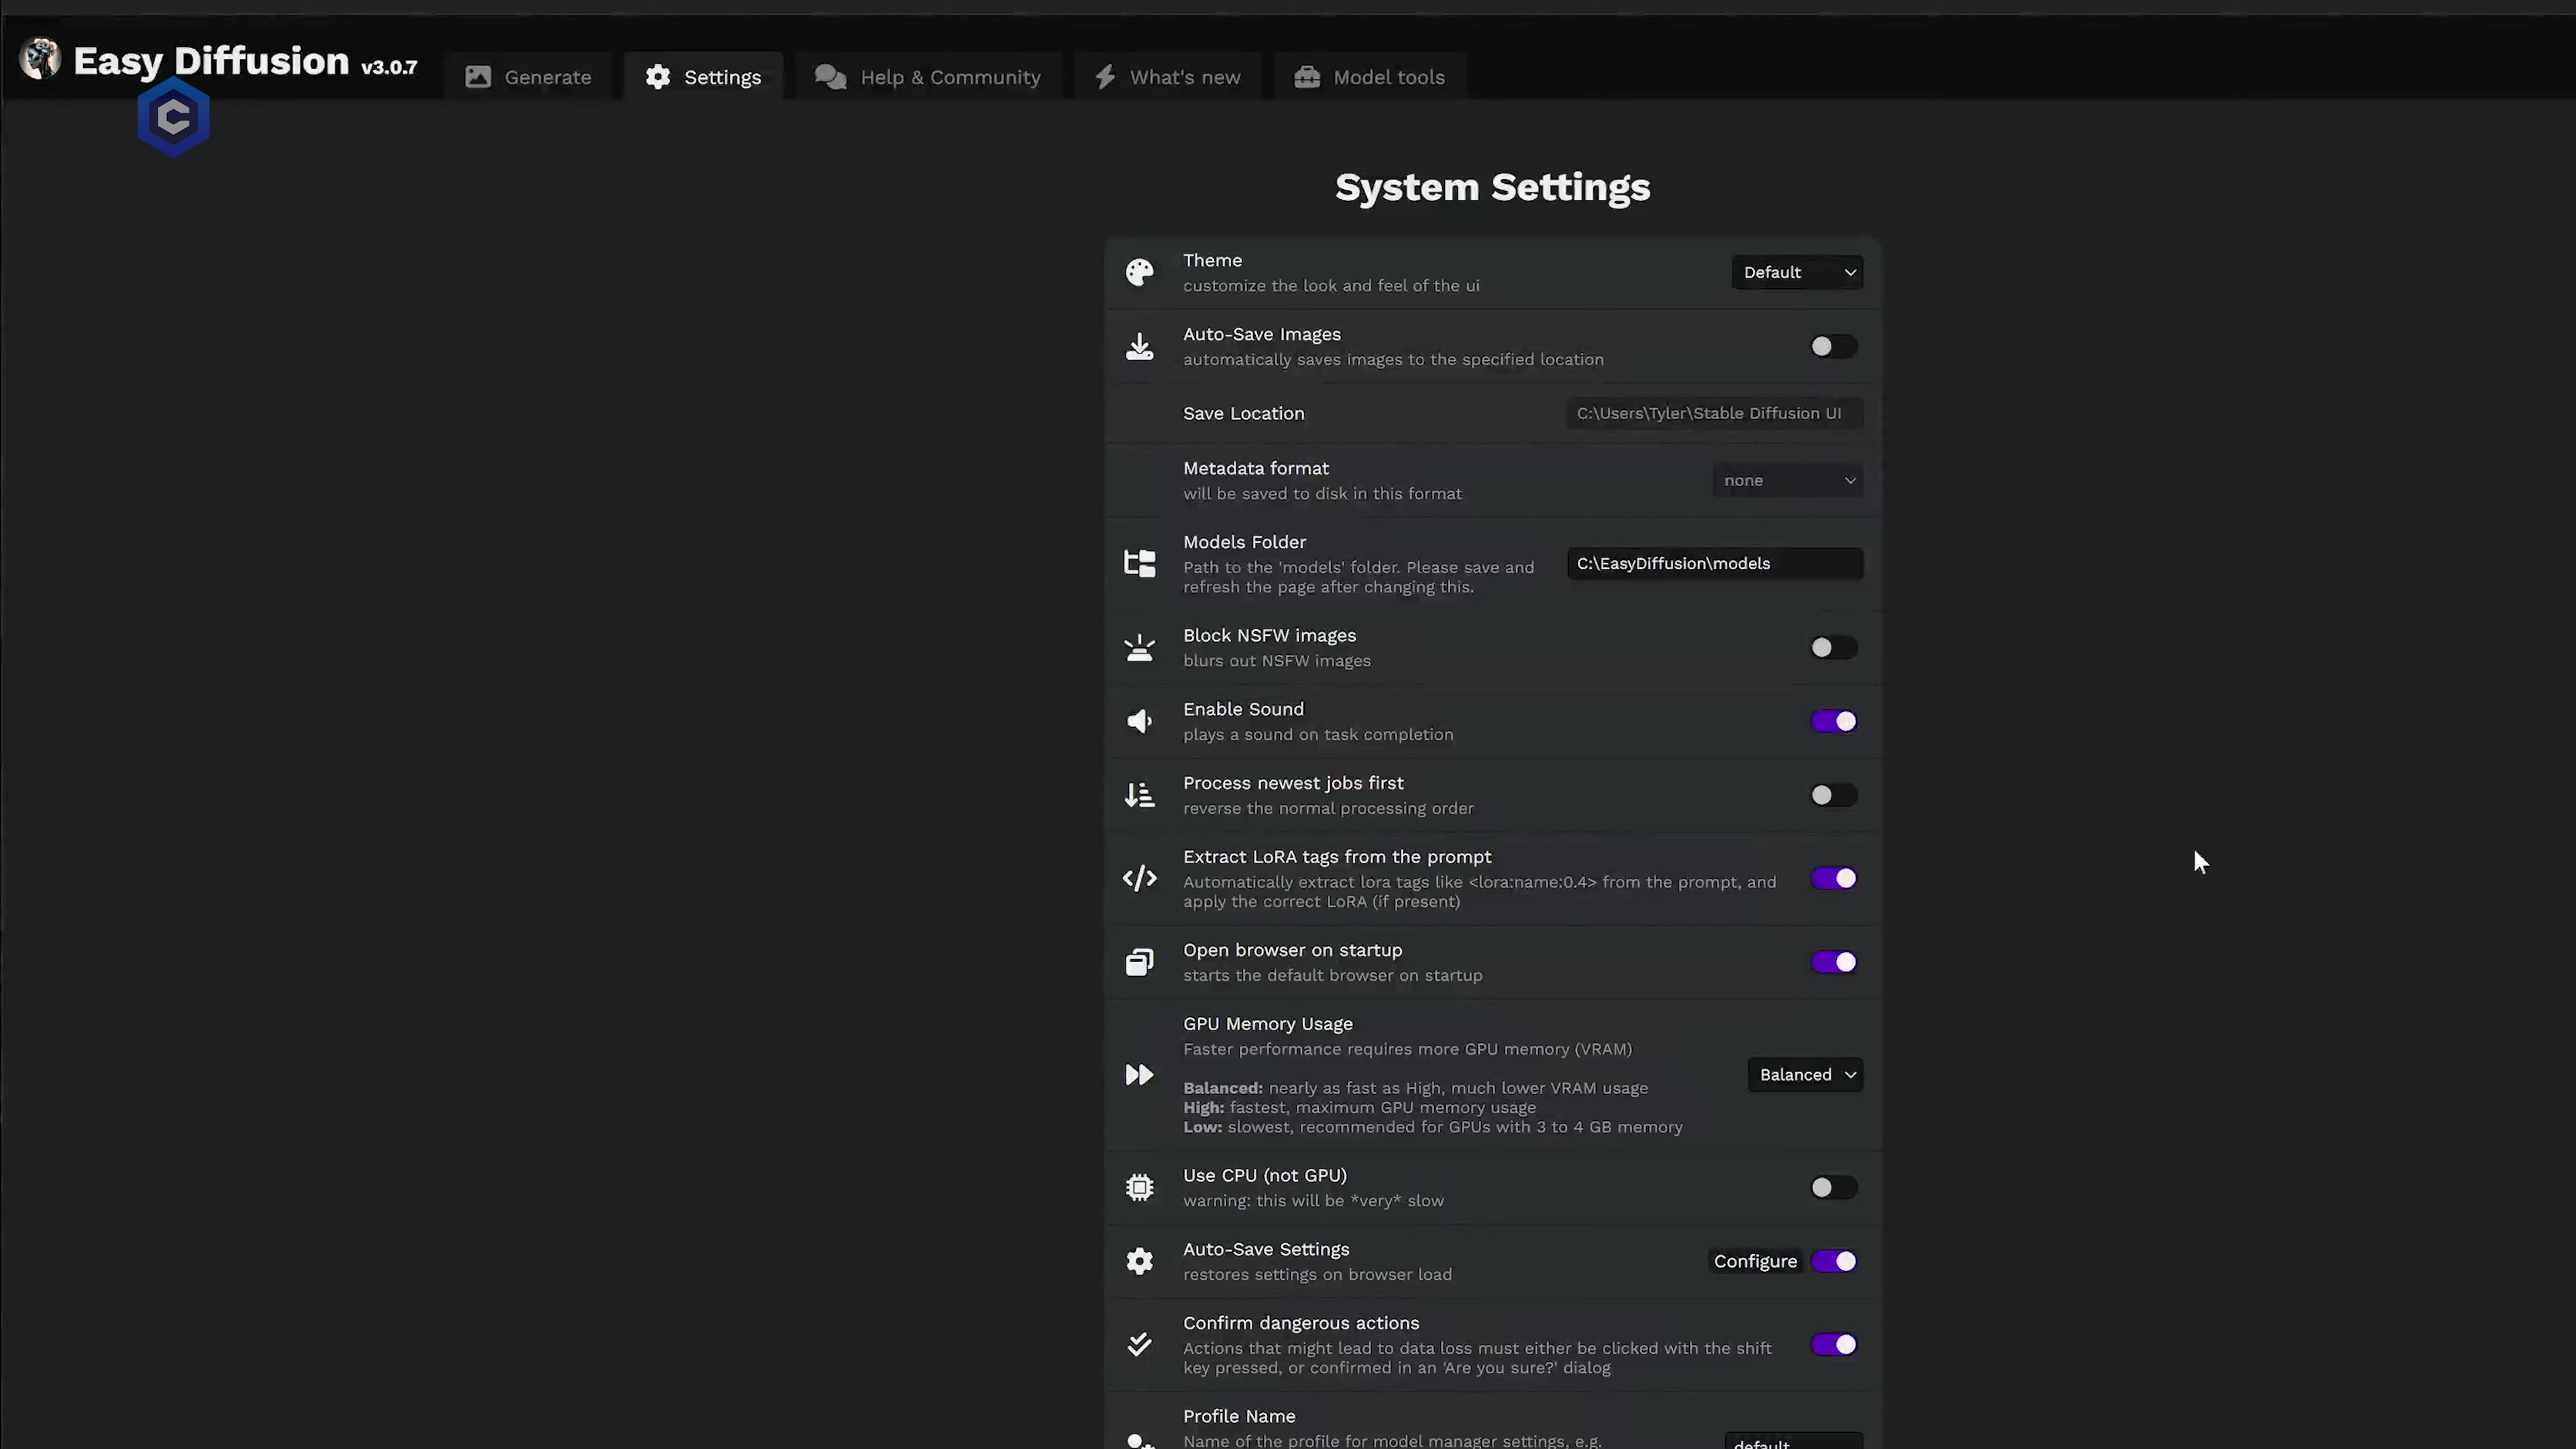 Easy Diffusion v3.0.7
Generate
Settings
Help & Community
What's new
Model tools
C
System Settings
Theme
customize the look and feel of the ui
Default
Auto-Save Images
automatically saves images to the specified location
Save Location
C:\Users\Tyler\Stable Diffusion UI
Metadata format
will be saved to disk in this format
none
Models Folder
Path to the 'models' folder. Please save and
refresh the page after changing this.
C:\EasyDiffusion\models
Block NSFW images
blurs out NSFW images
Enable Sound
plays a sound on task completion
Process newest jobs first
reverse the normal processing order
Extract LoRA tags from the prompt
Automatically extract lora tags like <lora:name:0.4> from the prompt, and
apply the correct LoRA (if present)
Open browser on startup
starts the default browser on startup
GPU Memory Usage
Faster performance requires more GPU memory (VRAM)
Balanced: nearly as fast as High, much lower VRAM usage
High: fastest, maximum GPU memory usage
Low: slowest, recommended for GPUs with 3 to 4 GB memory
Balanced
Use CPU (not GPU)
warning: this will be *very* slow
Auto-Save Settings
restores settings on browser load
Configure
Confirm dangerous actions
Actions that might lead to data loss must either be clicked with the shift
key pressed, or confirmed in an 'Are you sure?' dialog
Profile Name
Name of the profile for model manager settings, e.g.
default